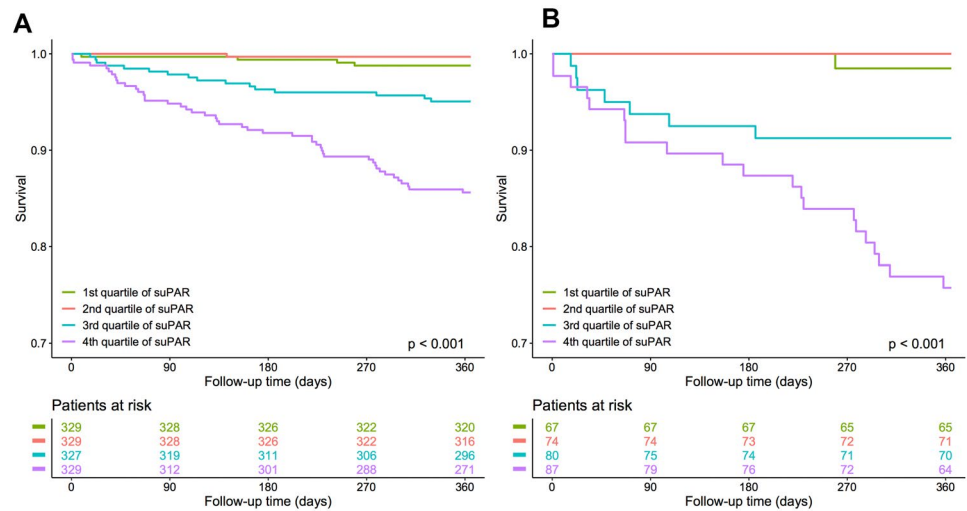 A
1.0
0.9
0.8
0.7
Survival
1st quartile of suPAR
2nd quartile of suPAR
3rd quartile of suPAR
4th quartile of suPAR
p < 0.001
0 90 180 270 360
Follow-up time (days)
Patients at risk
329 328 326 322 320
329 328 326 322 316
327 319 311 306 296
329 312 301 288 271
0 90 180 270 360
Follow-up time (days)
B
1.0
0.9
0.8
0.7
Survival
1st quartile of suPAR
2nd quartile of suPAR
3rd quartile of suPAR
4th quartile of suPAR
p < 0.001
0 90 180 270 360
Follow-up time (days)
Patients at risk
67 67 67 65 65
74 74 73 72 71
80 75 74 71 70
87 79 76 72 64
0 90 180 270 360
Follow-up time (days)